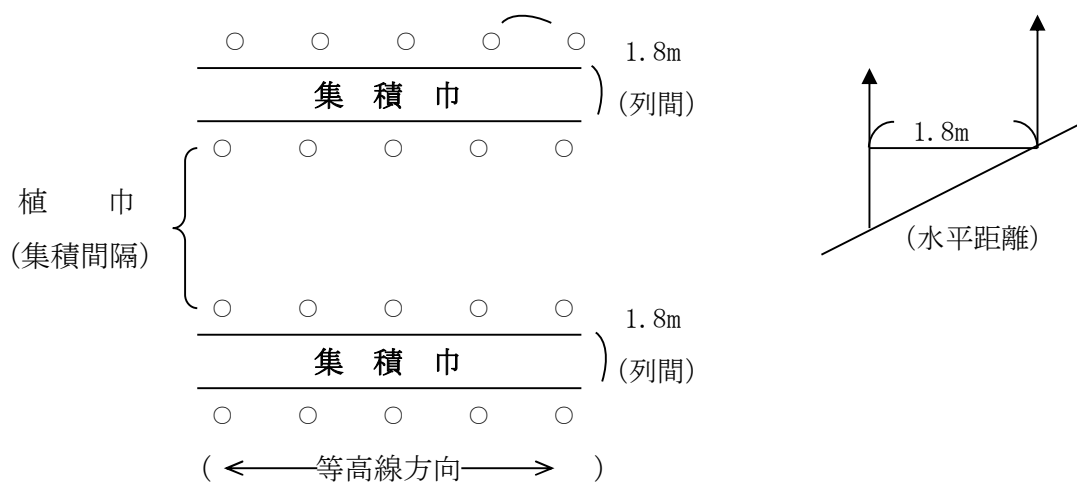 1.8m
集 積 巾
(列間)
1.8m
植 巾
(集積間隔)
(水平距離)
1.8m
集 積 巾
(列間)
( 等高線方向 )